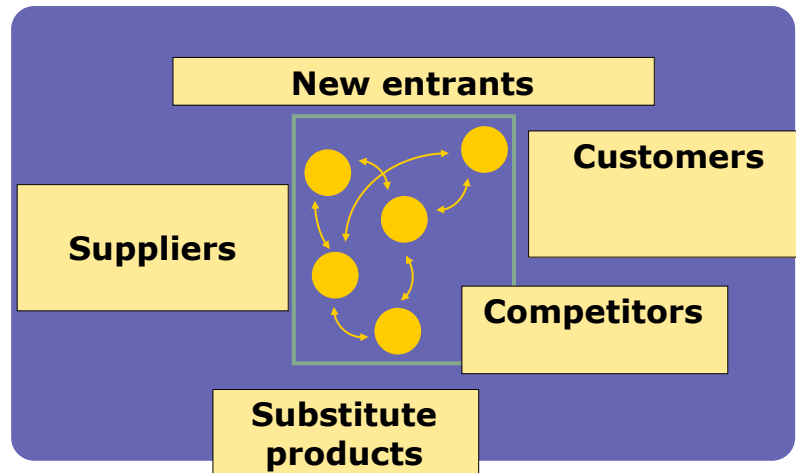 New entrants
Customers
Suppliers
Competitors
Substitute
products